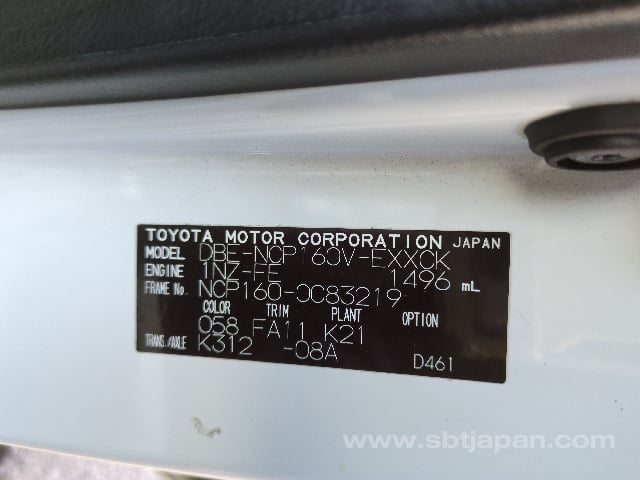 TOYOTA MOTOR CORPORATION JAPAN
MODEL DBE-NCP160V-EXXCK
ENGINE 1NZ-FE 1496 mL
FRAME No. NCP160-0083219
COLOR TRIM PLANT OPTION
058 FA11 K21
TRANS./AXLE K312 -08A
D461
www.sbtjapan.com